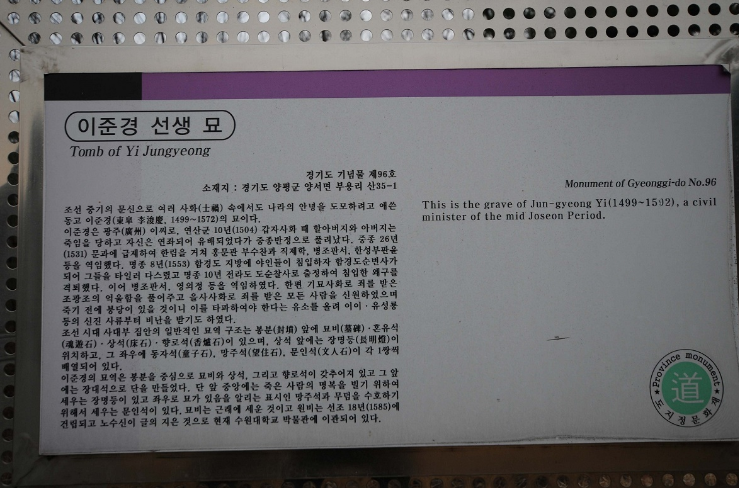 이준경 선생 묘
Tomb of Yi Jungyeong
경기도 기념물 제96호
소재지 : 경기도 양평군 양서면 부용리 산35-1
조선 중기의 문신으로 여러 사화(士禍) 속에서도 나라의 안녕을 도모하려고 애쓴
동고 이준경(東皐 李浚慶, 1499~1572)의 묘이다.
이준경은 광주(廣州) 이씨로, 연산군 10년(1504) 갑자사화 때 할아버지와 아버지는
죽임을 당하고 자신은 연좌되어 유배되었다가 중종반정으로 풀려났다. 중종 26년
(1531) 문과에 급제하여 한림을 거쳐 홍문관 부수찬과 직제학, 병조판서, 한성부판윤
등을 역임했다. 명종 8년(1553) 함경도 지방에 야인들이 침입하자 함경도순변사가
되어 그들을 타일러 다스렸고 명종 10년 전라도 도순찰사로 출정하여 침입한 왜구를
격퇴했다. 이어 병조판서, 영의정 등을 역임하였다. 한편 기묘사화로 죄를 받은
조광조의 억울함을 풀어주고 을사사화로 죄를 받은 모든 사람을 신원하였으며
죽기 전에 붕당이 있을 것이니 이를 타파하여야 한다는 유소를 올려 이이·유성룡
등의 신진 사류부터 비난을 받기도 하였다.
조선 시대 사대부 집안의 일반적인 묘역 구조는 봉분(封墳) 앞에 묘비(墓碑)·혼유석
(魂遊石)·상석(床石)·향로석(香爐石)이 있으며, 상석 앞에는 장명등(長明燈)이
위치하고, 그 좌우에 동자석(童子石), 망주석(望住石), 문인석(文人石)이 각 1쌍씩
배열되어 있다.
이준경의 묘역은 봉분을 중심으로 묘비와 상석, 그리고 향로석이 갖추어져 있고 그 앞
에는 장대석으로 단을 만들었다. 단 앞 중앙에는 죽은 사람의 명복을 빌기 위하여
세우는 장명등이 있고 좌우로 묘가 있음을 알리는 표시인 망주석과 무덤을 수호하기
위해서 세우는 문인석이 있다. 묘비는 근래에 세운 것이고 원비는 선조 18년(1585)에
건립되고 노수신이 글의 지은 것으로 현재 수원대학교 박물관에 이관되어 있다.
Monument of Gyeonggi-do No.96
This is the grave of Jun-gyeong Yi(1499~1592), a civil
minister of the mid Joseon Period.
Province monument
道
도지정문화재